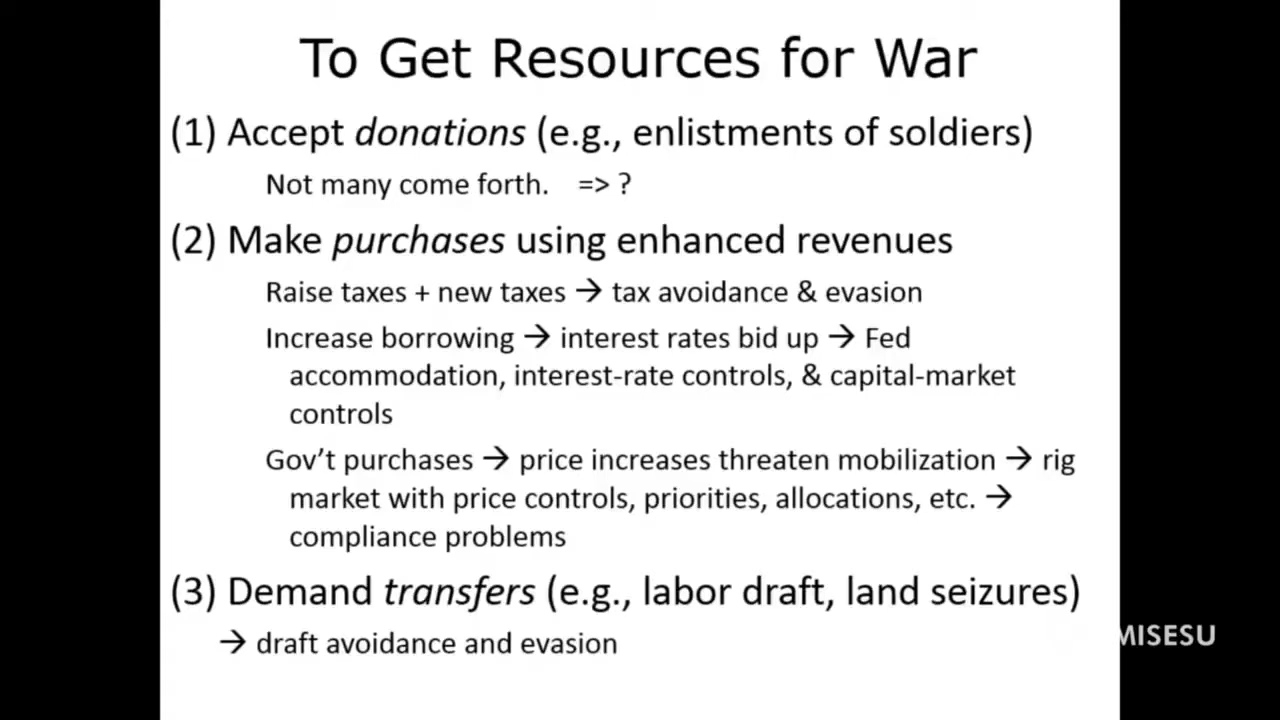 To Get Resources for War
(1) Accept donations (e.g., enlistments of soldiers)
Not many come forth. => ?
(2) Make purchases using enhanced revenues
Raise taxes + new taxes → tax avoidance & evasion
Increase borrowing → interest rates bid up → Fed
accommodation, interest-rate controls, & capital-market
controls
Gov’t purchases → price increases threaten mobilization → rig
market with price controls, priorities, allocations, etc. →
compliance problems
(3) Demand transfers (e.g., labor draft, land seizures)
MISESU
→ draft avoidance and evasion